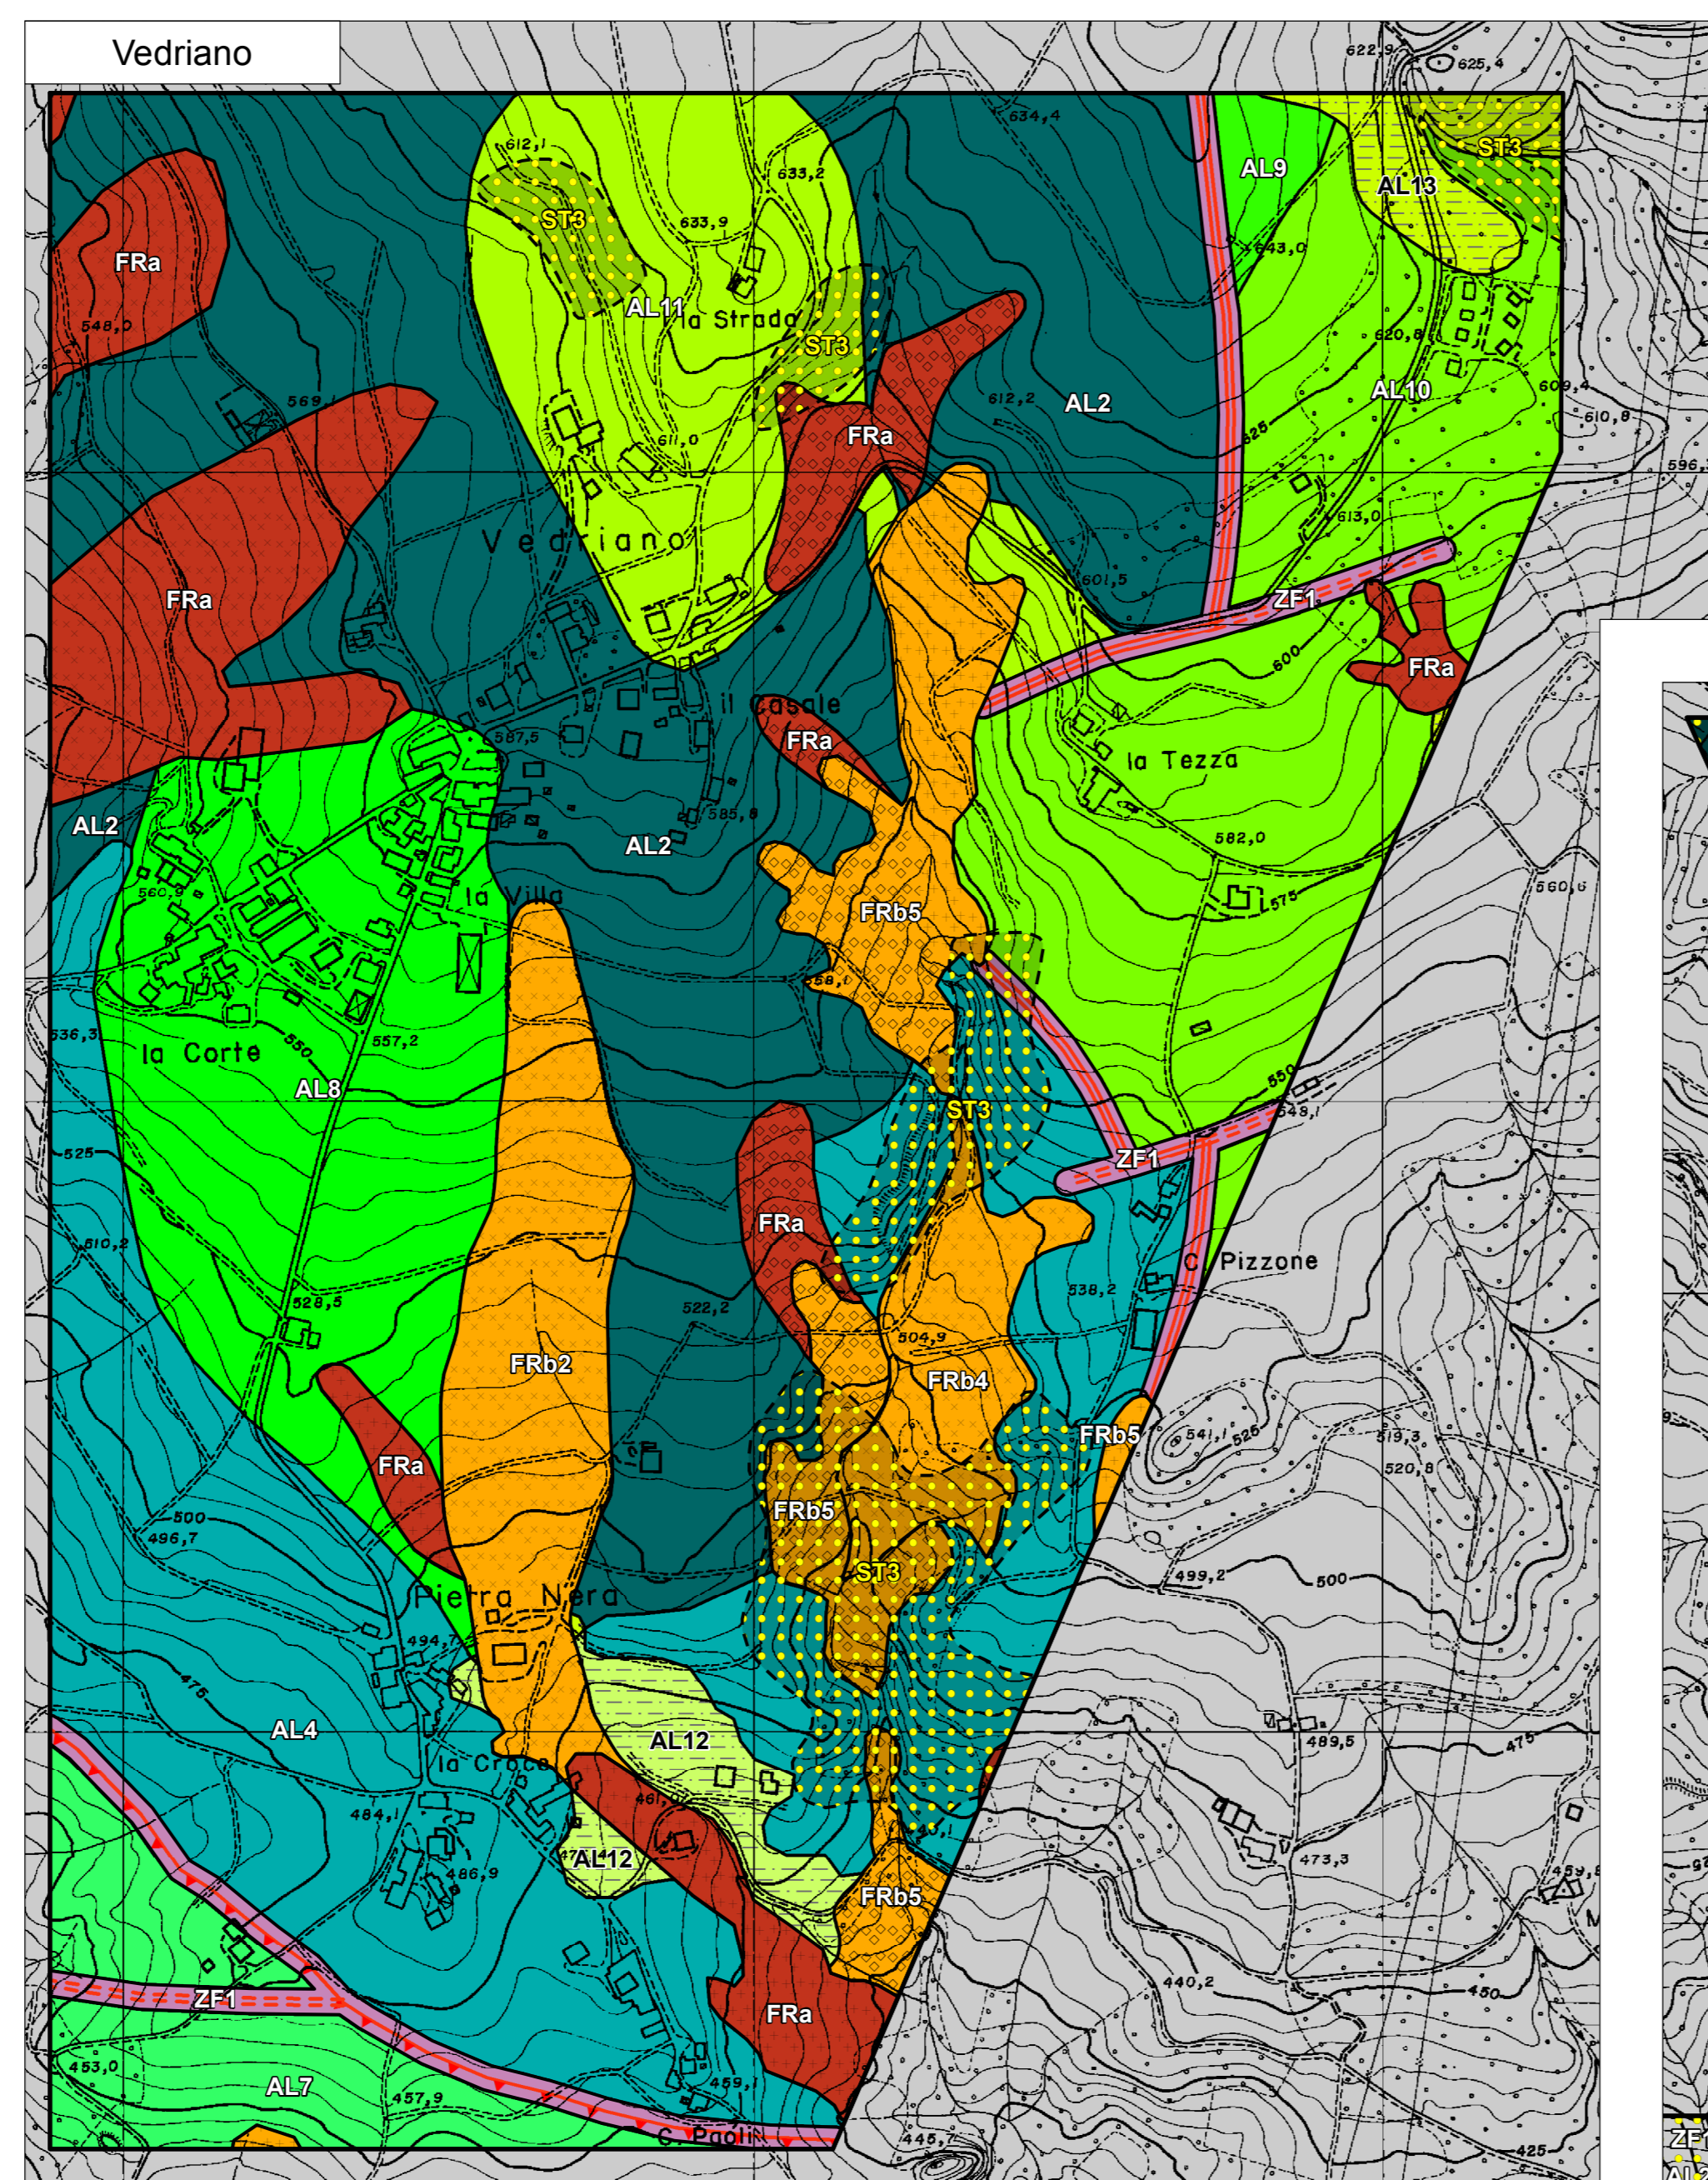 Vedriano
622,9
625,4
634,4
612,1
633,2
ST3
AL9
AL13
ST3
633,9
643,0
FRa
AL11
la Strada
548,0
620,8
ST3
AL10
609,4
569,1
612,2
AL2
610,8
FRa
625
611,0
596,
613,0
Vedriano
601,5
FRa
ZF1
600
FRa
il Casale
587,5
FRa
la Tezza
AL2
585,8
AL2
582,0
560,9
la Villa
575
560,6
FRb5
558,1
536,3
550
557,2
la Corte
AL8
550
548,1
ST3
525
ZF1
FRa
510,2
C. Pizzone
538,2
528,5
522,2
504,9
FRb2
FRb4
FRb5
541,1
525
519,3
FRa
520,8
FRb5
500
496,7
ST3
499,2
500
Pietra Nera
494,7
475
AL4
AL12
489,5
475
la Croce
484,1
461,9
AL12
473,3
486,9
FRb5
440,2
450
ZF1
FRa
453,0
AL7
457,9
459,1
C. Paoli
445,7
425
ZF